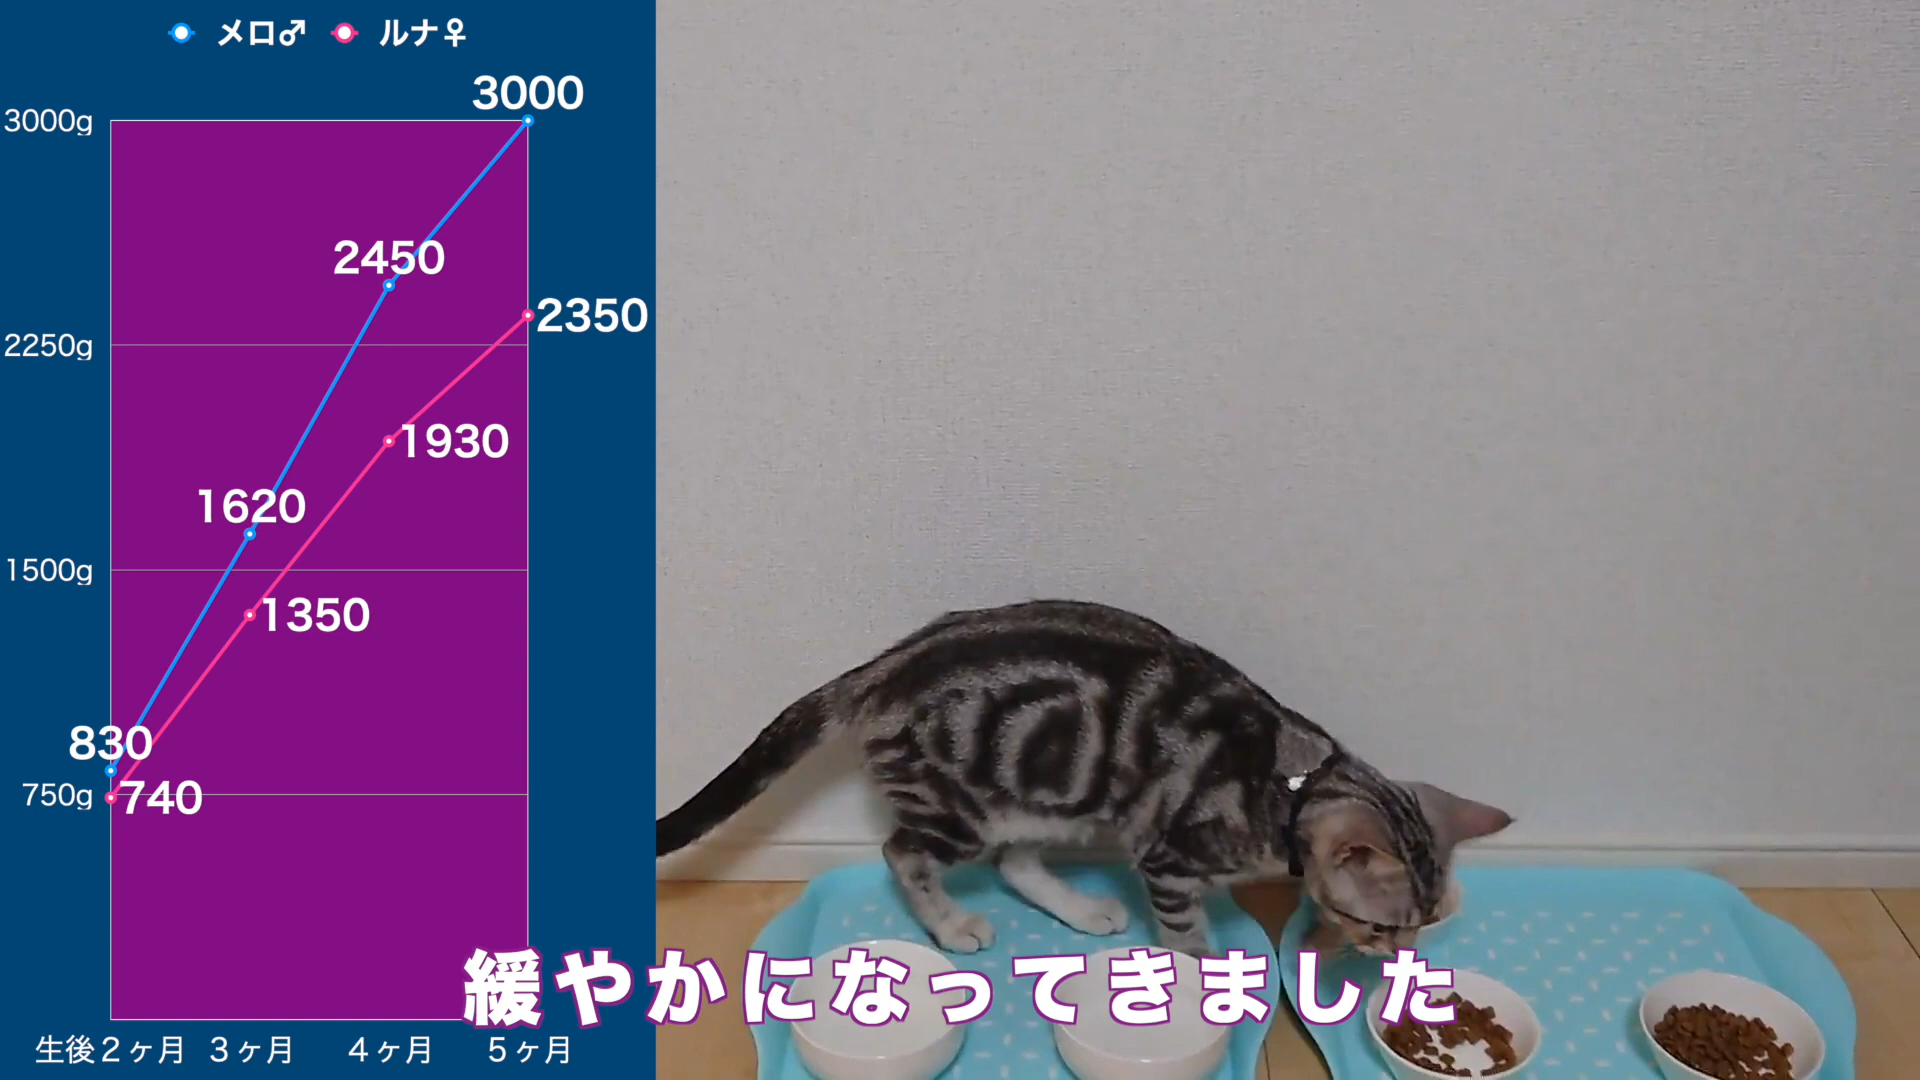 メロ♂ ルナ♀
3000
3000g
2450
2350
2250g
1930
1620
1500g
1350
830
750g
740
緩やかになってきました
生後２ヶ月 ３ヶ月 ４ヶ月 ５ヶ月